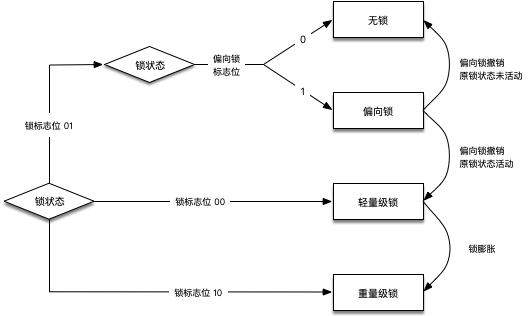 无锁
0
偏向锁撤销
原锁状态未活动
锁状态
偏向锁
标志位
1
偏向锁
锁标志位 01
偏向锁撤销
原锁状态活动
锁状态
锁标志位 00
轻量级锁
锁膨胀
锁标志位 10
重量级锁